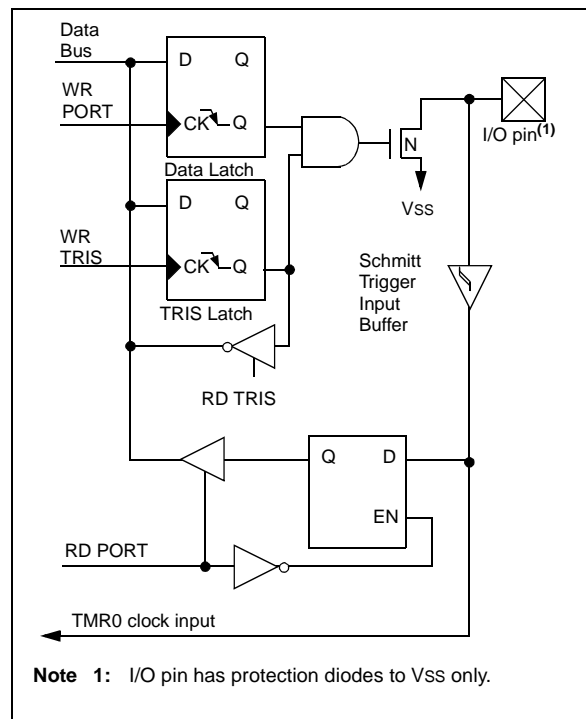 Data
Bus
D Q
WR
PORT
CK Q
Data Latch
I/O pin(1)
N
VSS
D Q
WR
TRIS
CK Q
TRIS Latch
Schmitt
Trigger
Input
Buffer
RD TRIS
Q D
EN
RD PORT
TMR0 clock input
Note 1: I/O pin has protection diodes to VSS only.